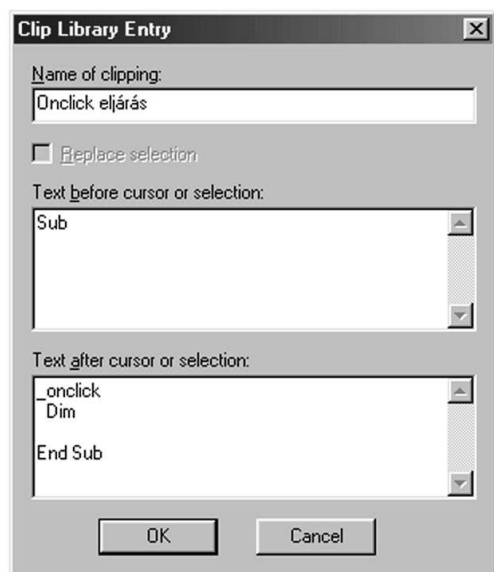 Clip Library Entry
Name of clipping:
Onclick eljárás
Replace selection
Text before cursor or selection:
Sub
Text after cursor or selection:
_onclick
Dim
End Sub
OK Cancel